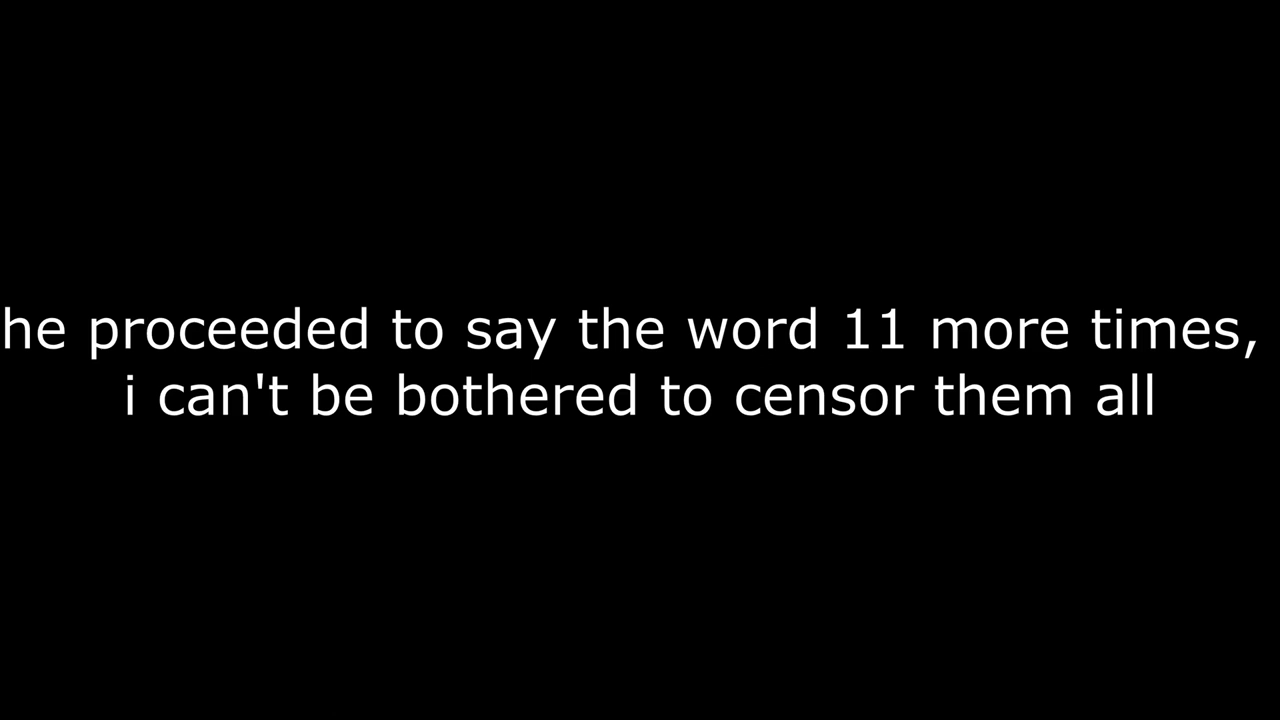 he proceeded to say the word 11 more times,
i can't be bothered to censor them all